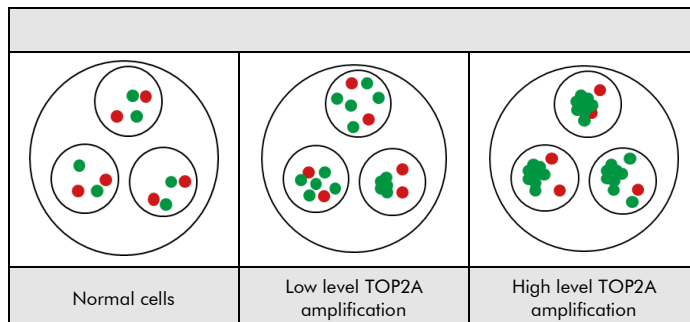 Normal cells
Low level TOP2A
amplification
High level TOP2A
amplification